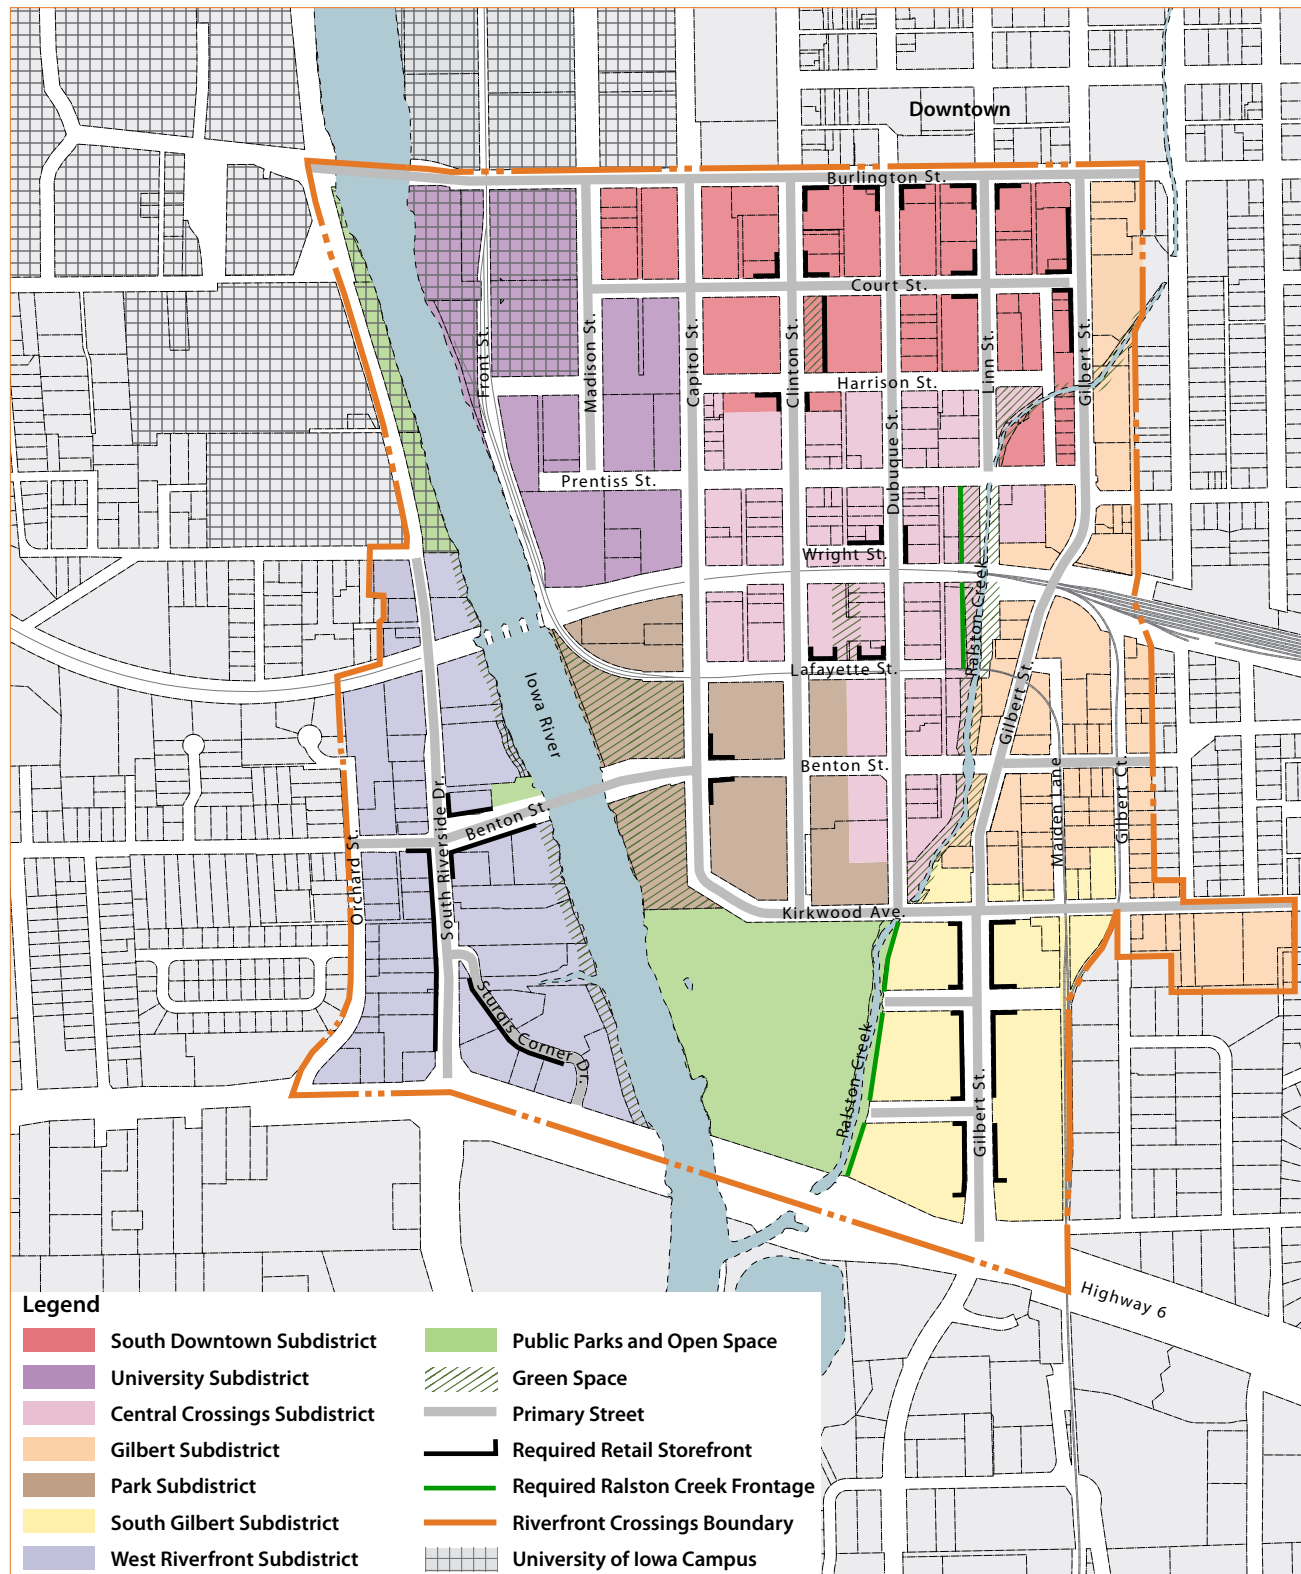 Downtown
Burlington St.
Court St.
Front St.
Madison St.
Capitol St.
Clinton St.
Linn St.
Gilbert St.
Harrison St.
Dubuque St.
Prentiss St.
Wright St.
Ralston Creek
Lafayette St.
Iowa River
Gilbert St.
Benton St.
Maiden Lane
Gilbert Ct.
South Riverside Dr.
Benton St.
Orchard St.
Kirkwood Ave.
Sturgis Corner Dr.
Ralston Creek
Gilbert St.
Highway 6
Legend
South Downtown Subdistrict
University Subdistrict
Central Crossings Subdistrict
Gilbert Subdistrict
Park Subdistrict
South Gilbert Subdistrict
West Riverfront Subdistrict
Public Parks and Open Space
Green Space
Primary Street
Required Retail Storefront
Required Ralston Creek Frontage
Riverfront Crossings Boundary
University of Iowa Campus